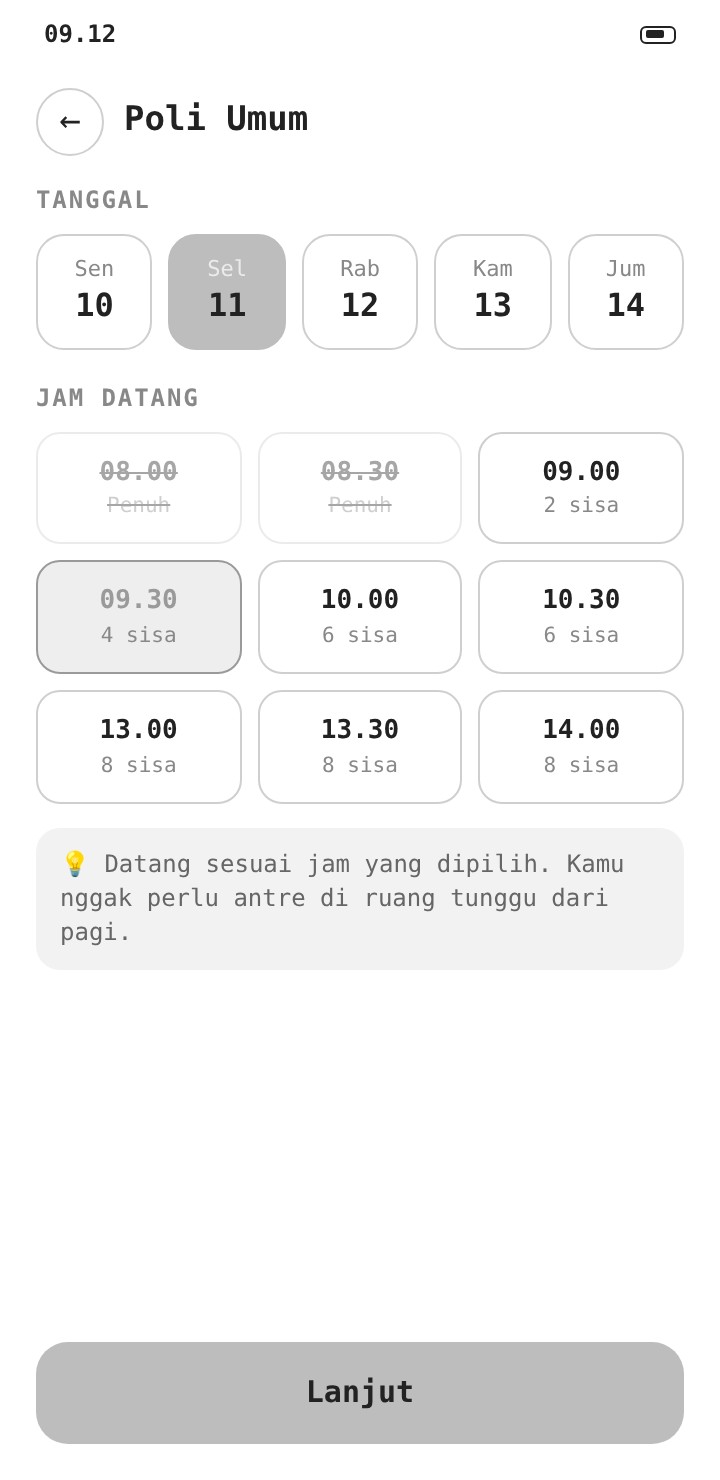 09.12
← Poli Umum
TANGGAL
Sen Sel Rab Kam Jum
10 11 12 13 14
JAM DATANG
08.00 08.30 09.00
Penuh Penuh 2 sisa
09.30 10.00 10.30
4 sisa 6 sisa 6 sisa
13.00 13.30 14.00
8 sisa 8 sisa 8 sisa
💡 Datang sesuai jam yang dipilih. Kamu
nggak perlu antre di ruang tunggu dari
pagi.
Lanjut